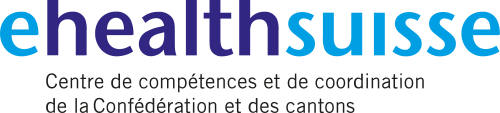 ehealthsuisse
Centre de compétences et de coordination
de la Confédération et des cantons